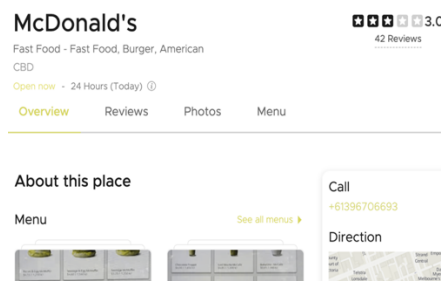 McDonald's
3.0
42 Reviews
Fast Food - Fast Food, Burger, American
CBD
Open now - 24 Hours (Today)
Overview
Reviews
Photos
Menu
About this place
Menu
See all menus
Call
+61396706693
Direction